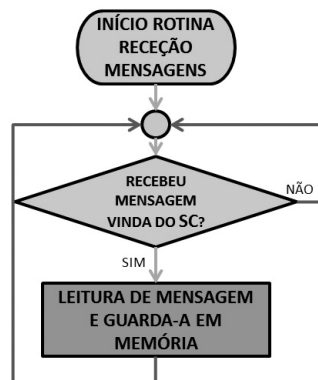 INÍCIO ROTINA
RECEÇÃO
MENSAGENS
RECEBEU
MENSAGEM
VINDA DO SC?
NÃO
SIM
LEITURA DE MENSAGEM
E GUARDA-A EM
MEMÓRIA